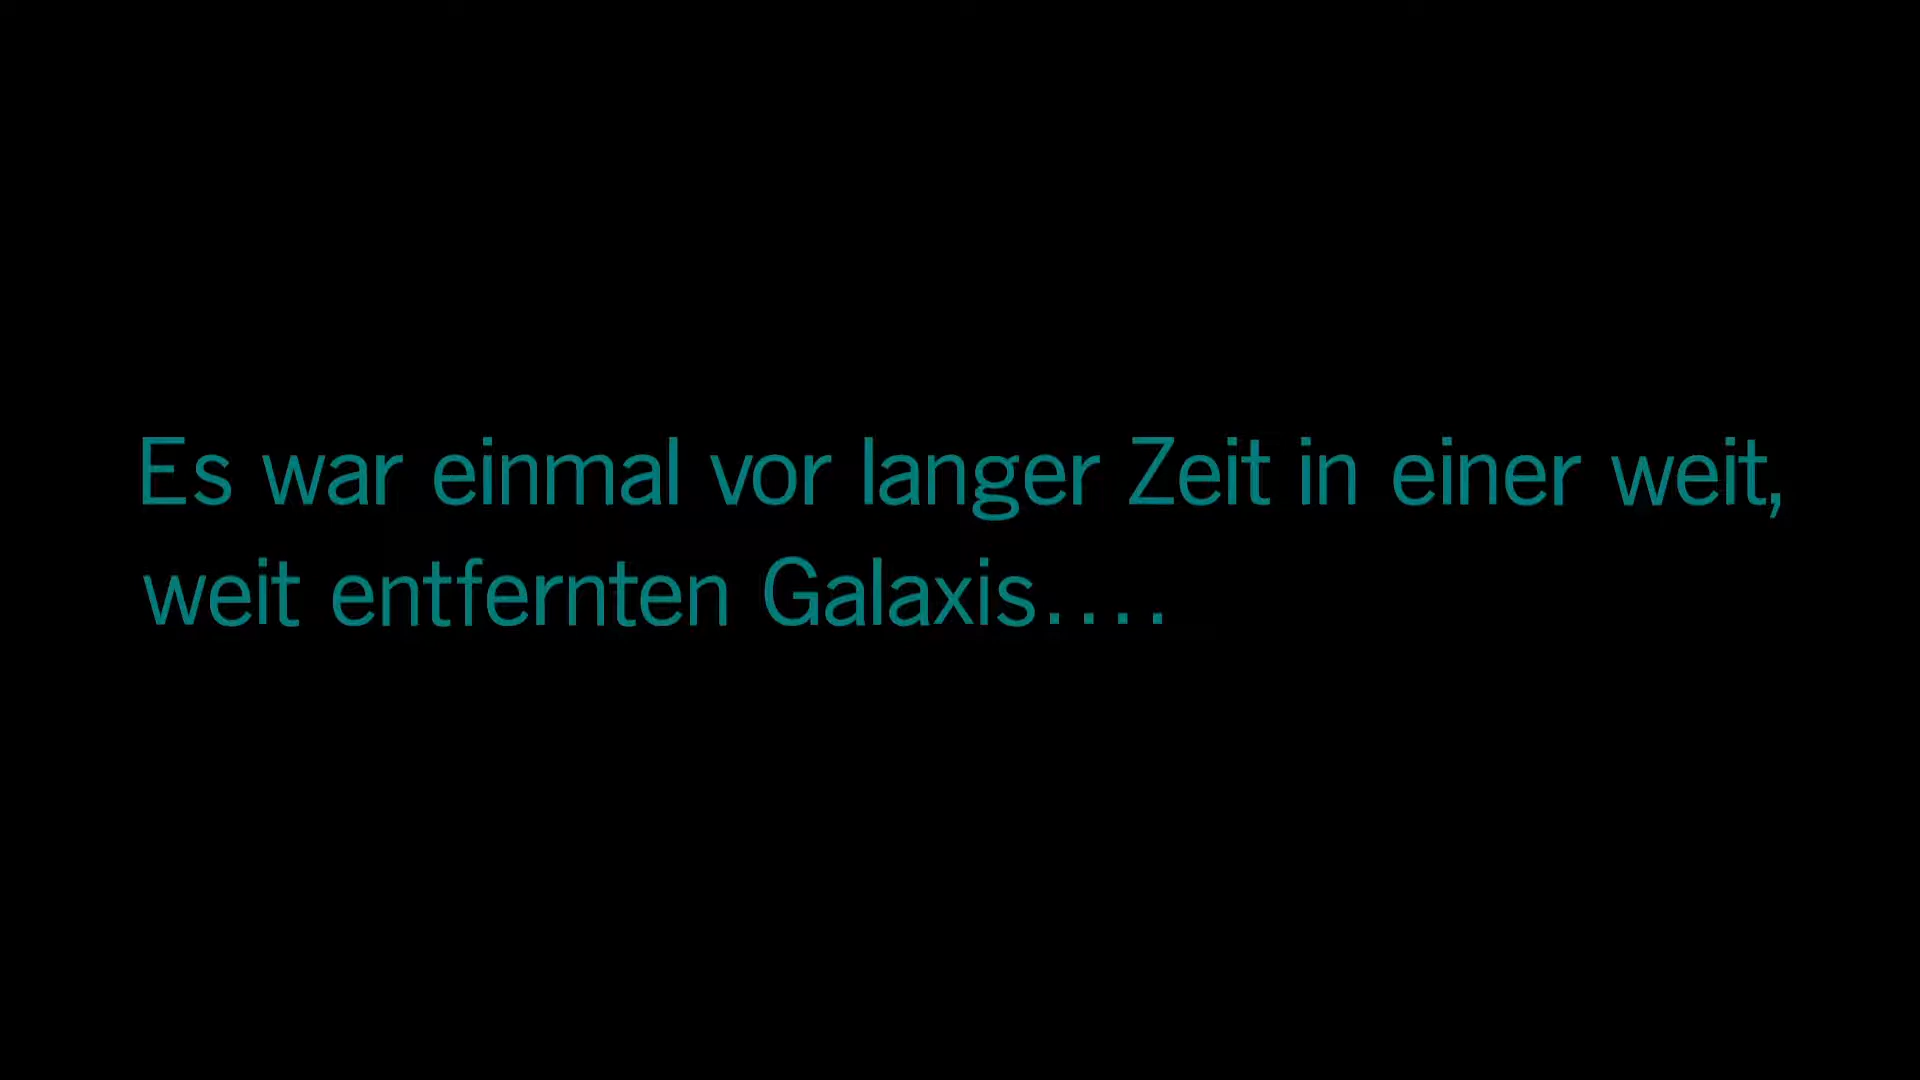 Es war einmal vor langer Zeit in einer weit,
weit entfernten Galaxis....